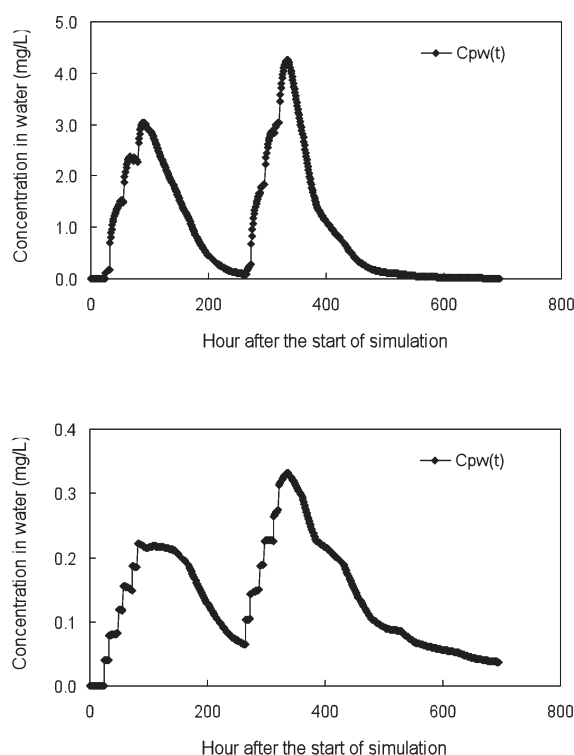 5.0
Cpw(t)
4.0
3.0
2.0
1.0
0.0
0 200 400 600 800
Concentration in water (mg/L)
Hour after the start of simulation
0.4
Cpw(t)
0.3
0.2
0.1
0.0
0 200 400 600 800
Concentration in water (mg/L)
Hour after the start of simulation